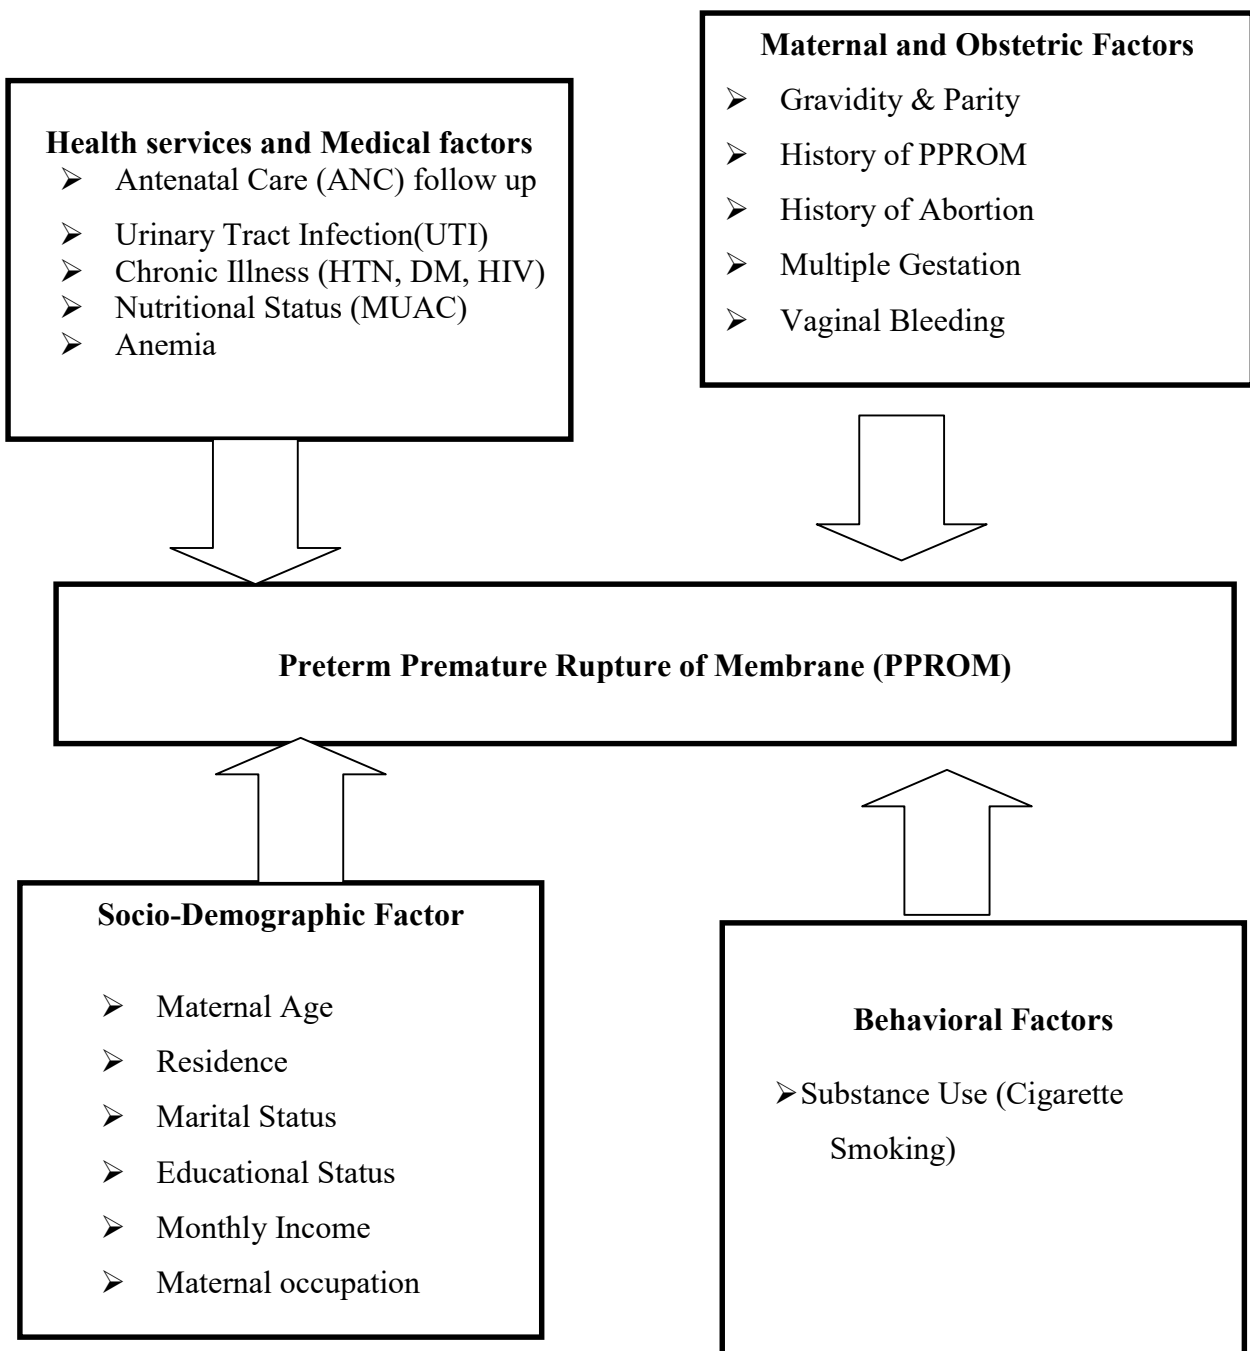 Health services and Medical factors
➢ Antenatal Care (ANC) follow up
➢ Urinary Tract Infection(UTI)
➢ Chronic Illness (HTN, DM, HIV)
➢ Nutritional Status (MUAC)
➢ Anemia
Maternal and Obstetric Factors
➢ Gravidity & Parity
➢ History of PPROM
➢ History of Abortion
➢ Multiple Gestation
➢ Vaginal Bleeding
Preterm Premature Rupture of Membrane (PPROM)
Socio-Demographic Factor
➢ Maternal Age
➢ Residence
➢ Marital Status
➢ Educational Status
➢ Monthly Income
➢ Maternal occupation
Behavioral Factors
➢Substance Use (Cigarette
Smoking)